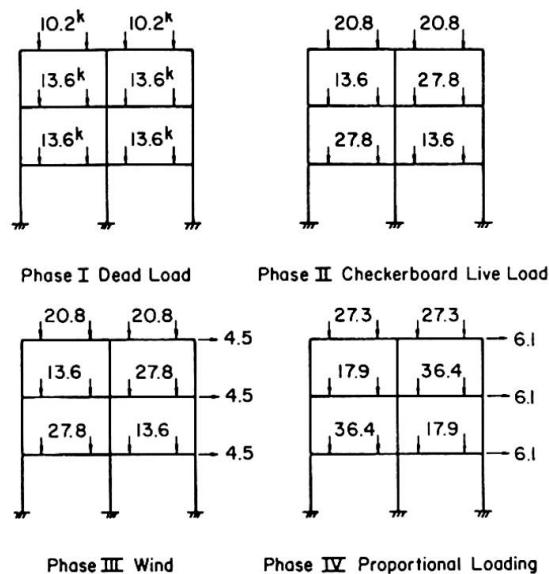 10.2k 10.2k 20.8 20.8
13.6k 13.6k 13.6 27.8
13.6k 13.6k 27.8 13.6
Phase I Dead Load Phase II Checkerboard Live Load
20.8 20.8 4.5 27.3 27.3 6.1
13.6 27.8 4.5 17.9 36.4 6.1
27.8 13.6 4.5 36.4 17.9 6.1
Phase III Wind Phase IV Proportional Loading